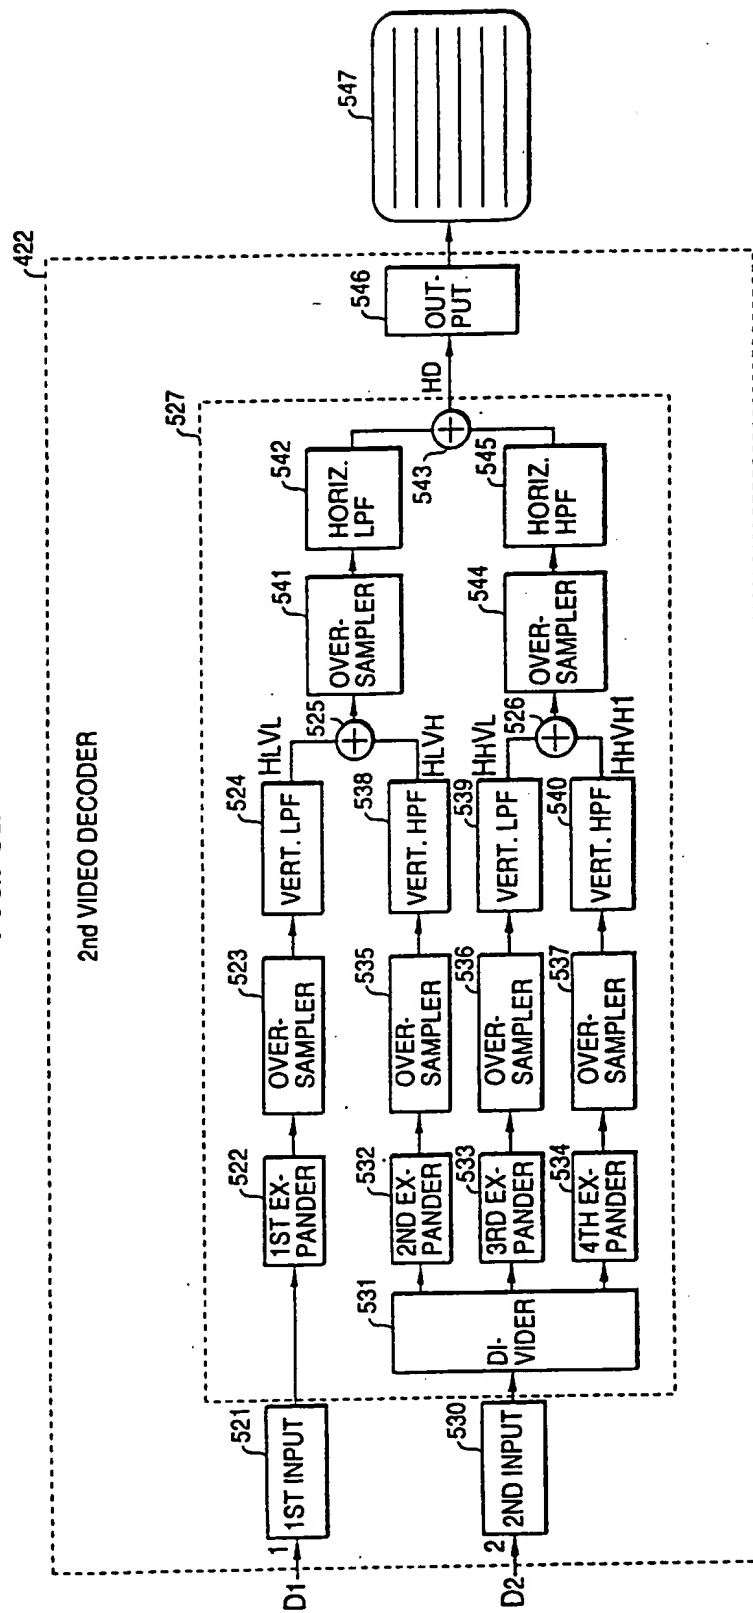 2nd VIDEO DECODER
422
D1
1
521
1ST INPUT
D2
2
530
2ND INPUT
527
531
DI-
VIDER
522
1ST EX-
PANDER
532
2ND EX-
PANDER
533
3RD EX-
PANDER
534
4TH EX-
PANDER
523
OVER-
SAMPLER
535
OVER-
SAMPLER
536
OVER-
SAMPLER
537
OVER-
SAMPLER
524
VERT. LPF
538
VERT. HPF
539
VERT. LPF
540
VERT. HPF
HLVL
525
HLVH
HHVL
526
HHVH1
541
OVER-
SAMPLER
544
OVER-
SAMPLER
542
HORIZ.
LPF
545
HORIZ.
HPF
543
HD
546
OUT-
PUT
547